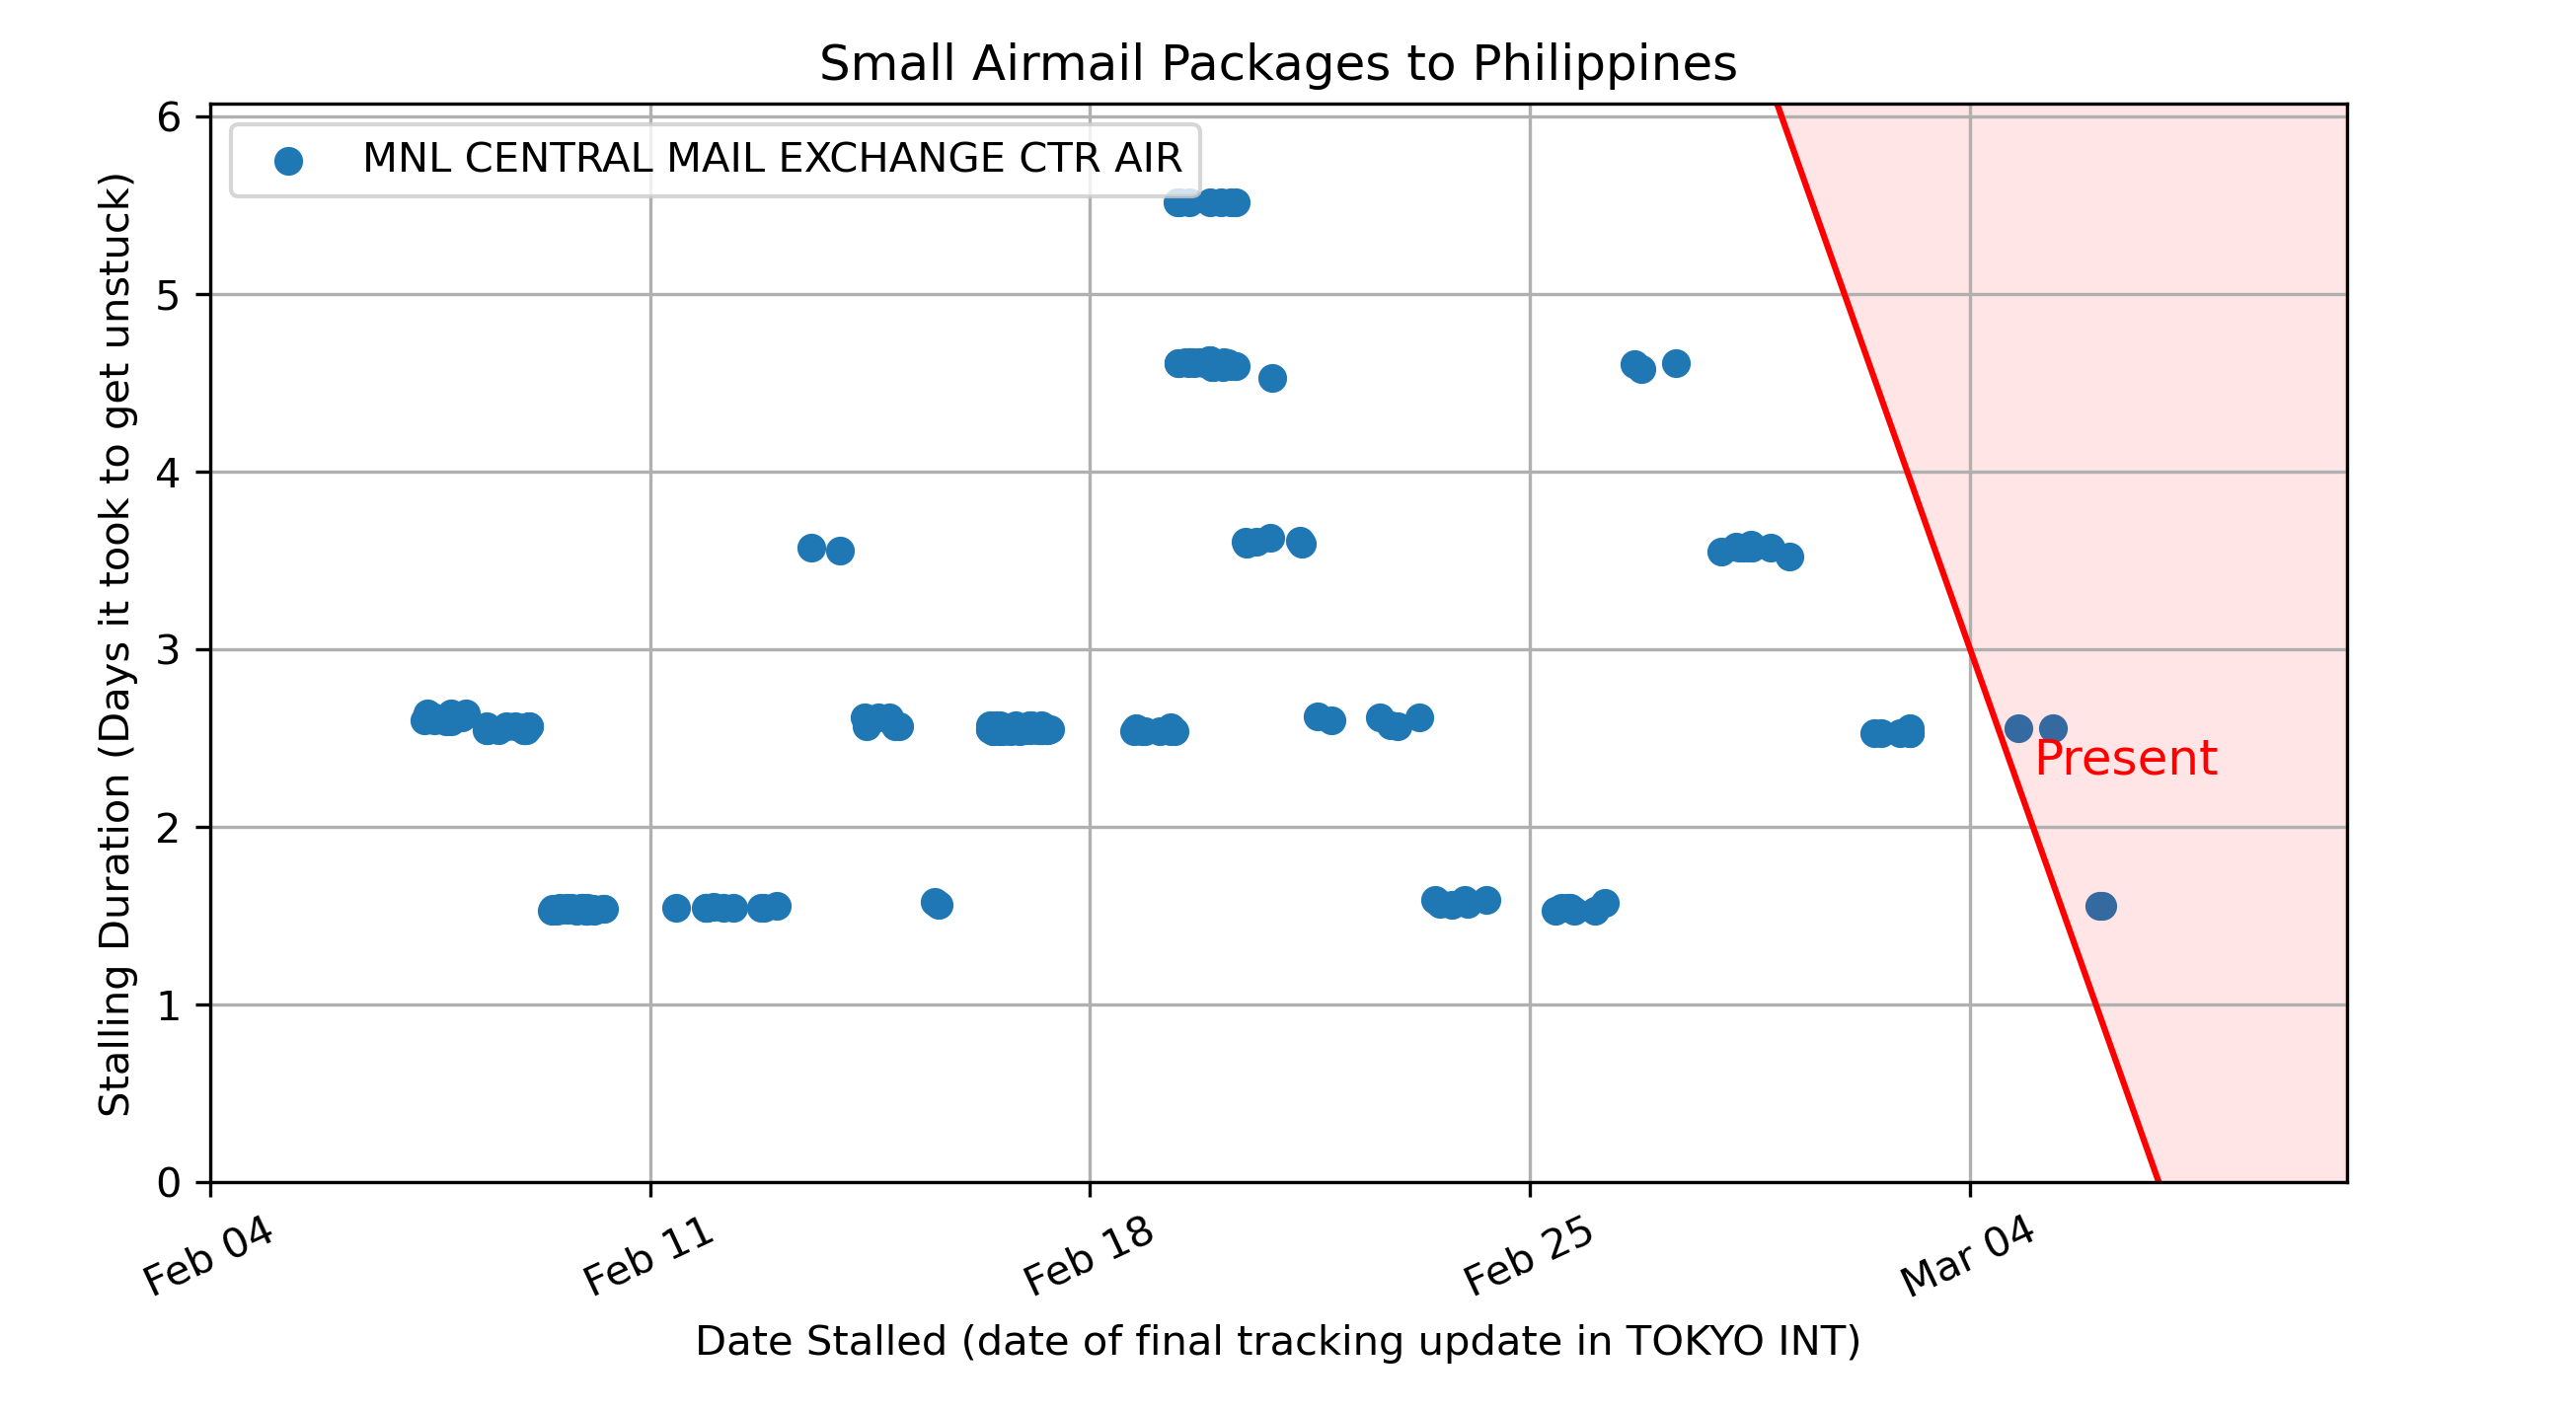 Small Airmail Packages to Philippines
MNL CENTRAL MAIL EXCHANGE CTR AIR
Stalling Duration (Days it took to get unstuck)
6
5
4
3
2
1
0
Present
Feb 04
Feb 11
Feb 18
Feb 25
Mar 04
Date Stalled (date of final tracking update in TOKYO INT)